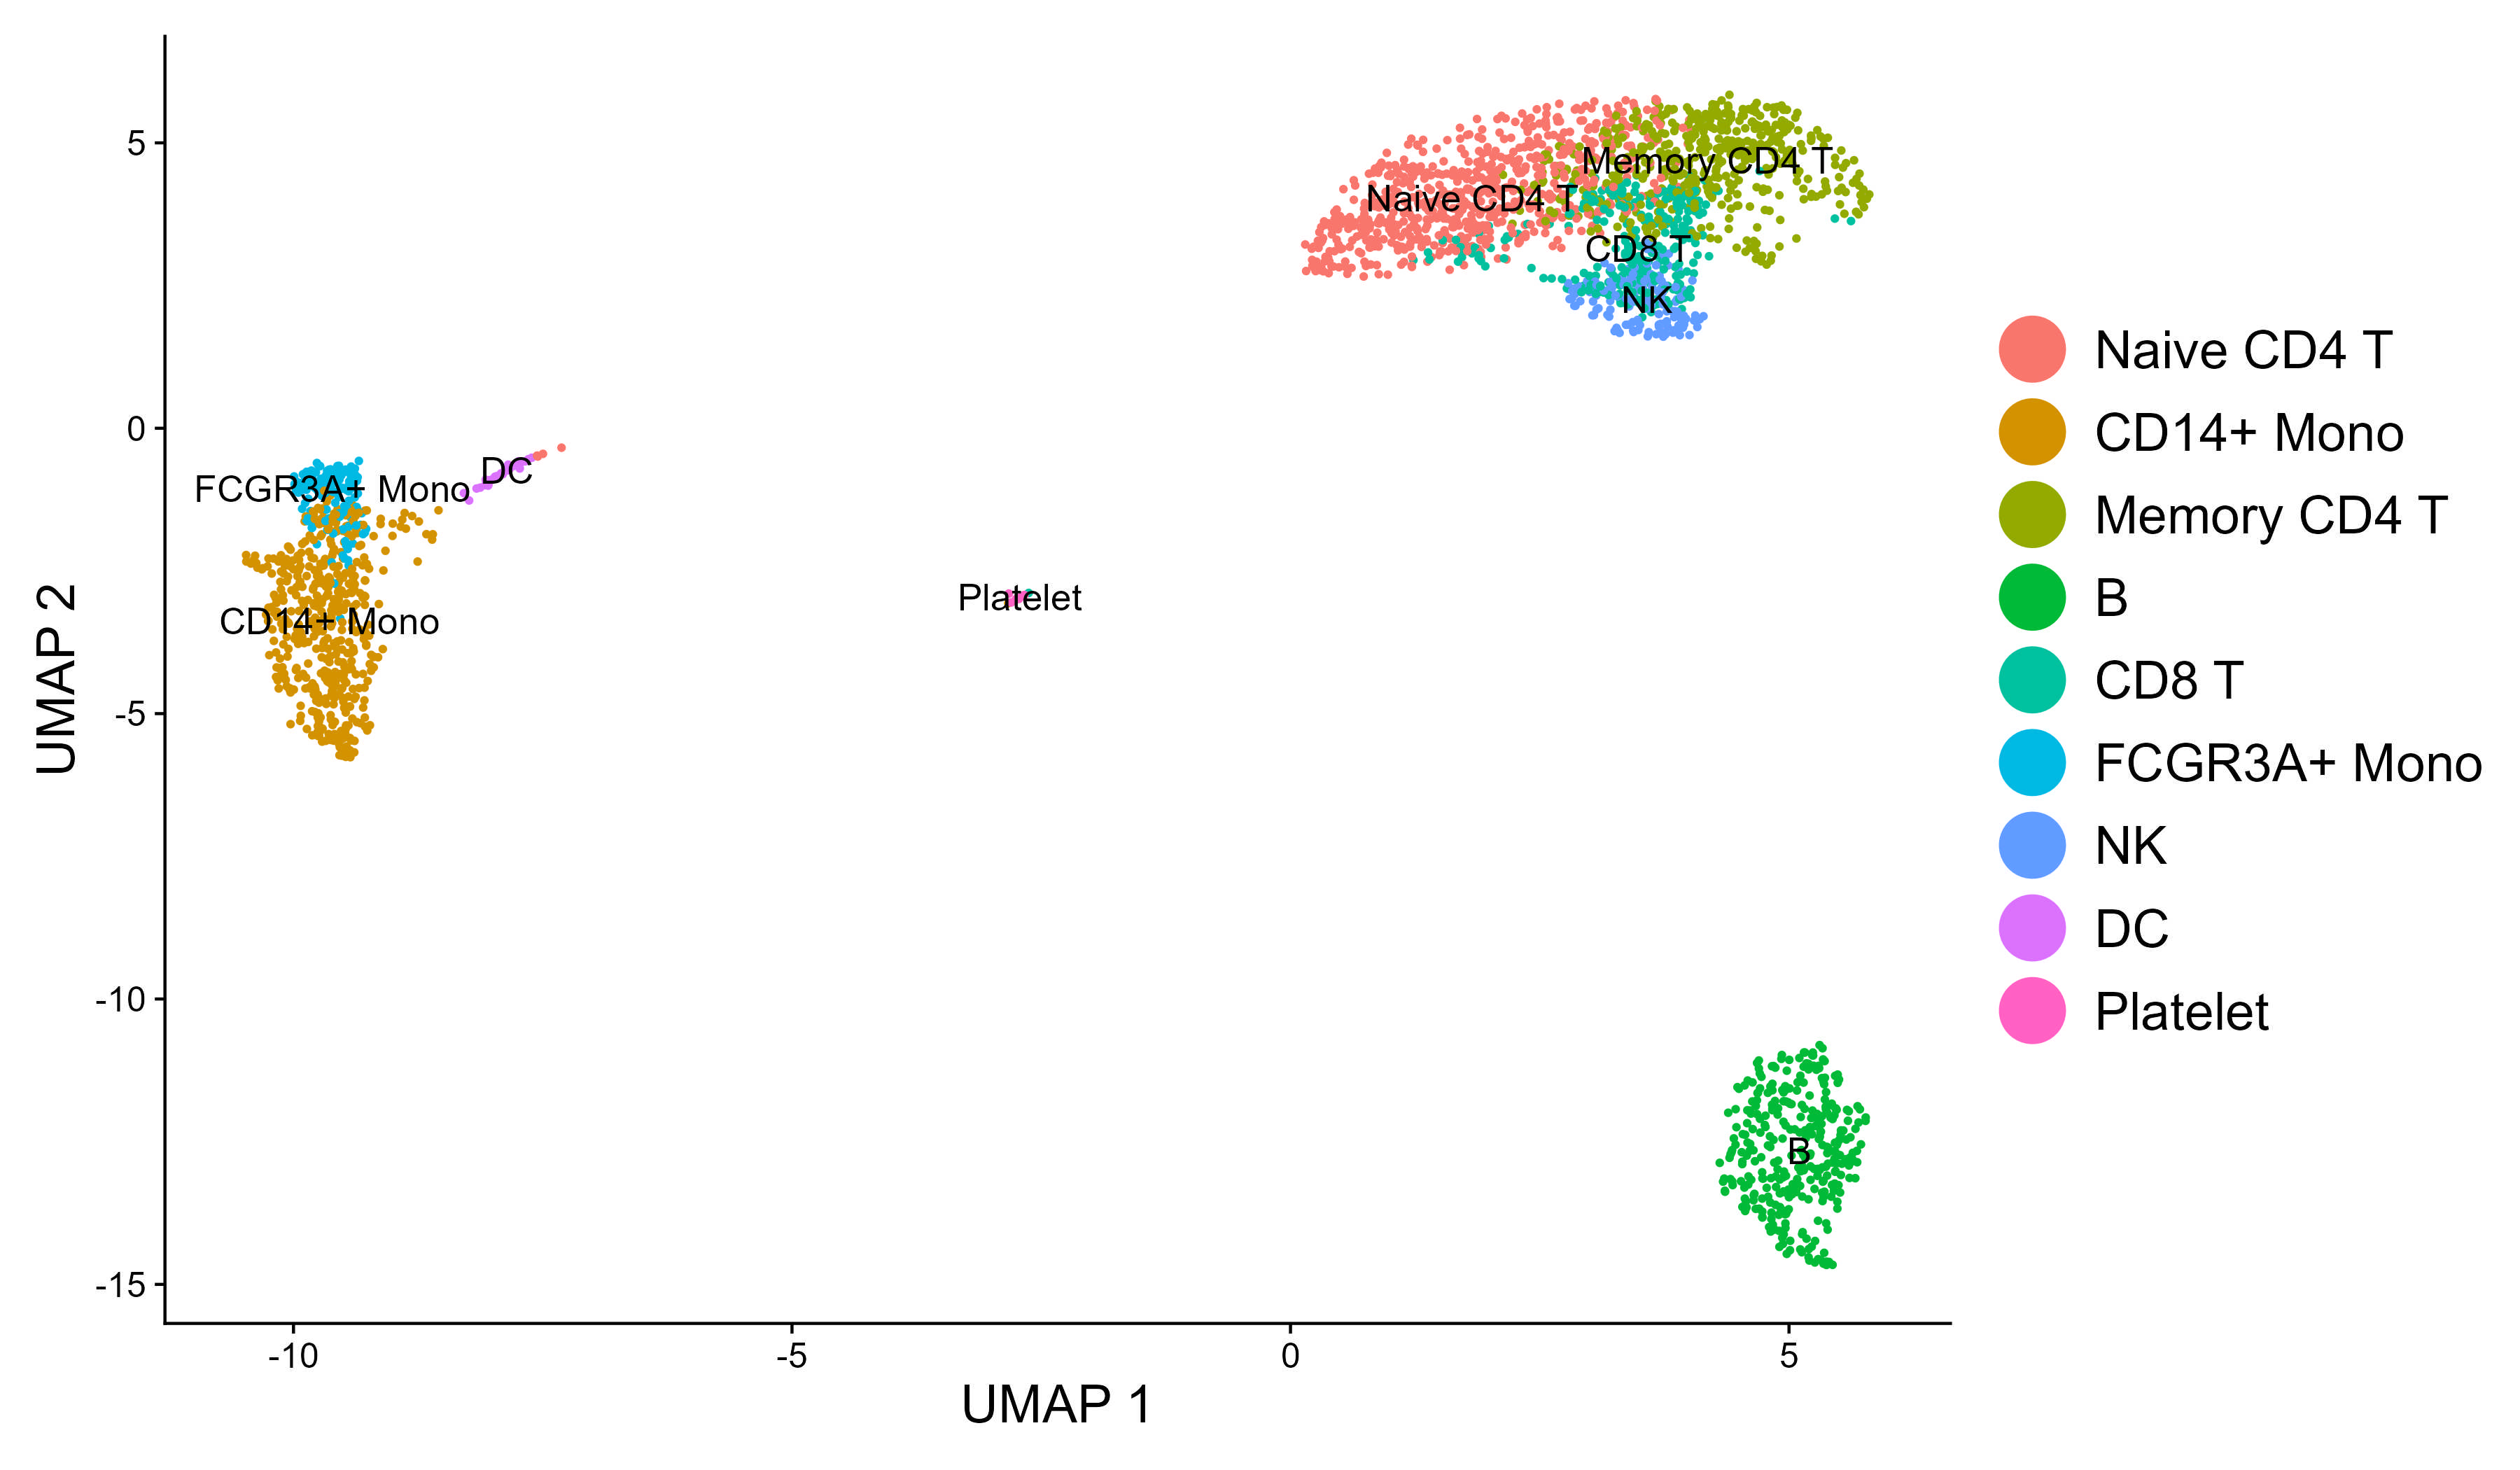 UMAP 2
5
0
-5
-10
-15
Memory CD4 T
Naive CD4 T
CD8 T
NK
DC
FCGR3A+ Mono
Platelet
CD14+ Mono
B
-10
-5
0
5
UMAP 1
Naive CD4 T
CD14+ Mono
Memory CD4 T
B
CD8 T
FCGR3A+ Mono
NK
DC
Platelet